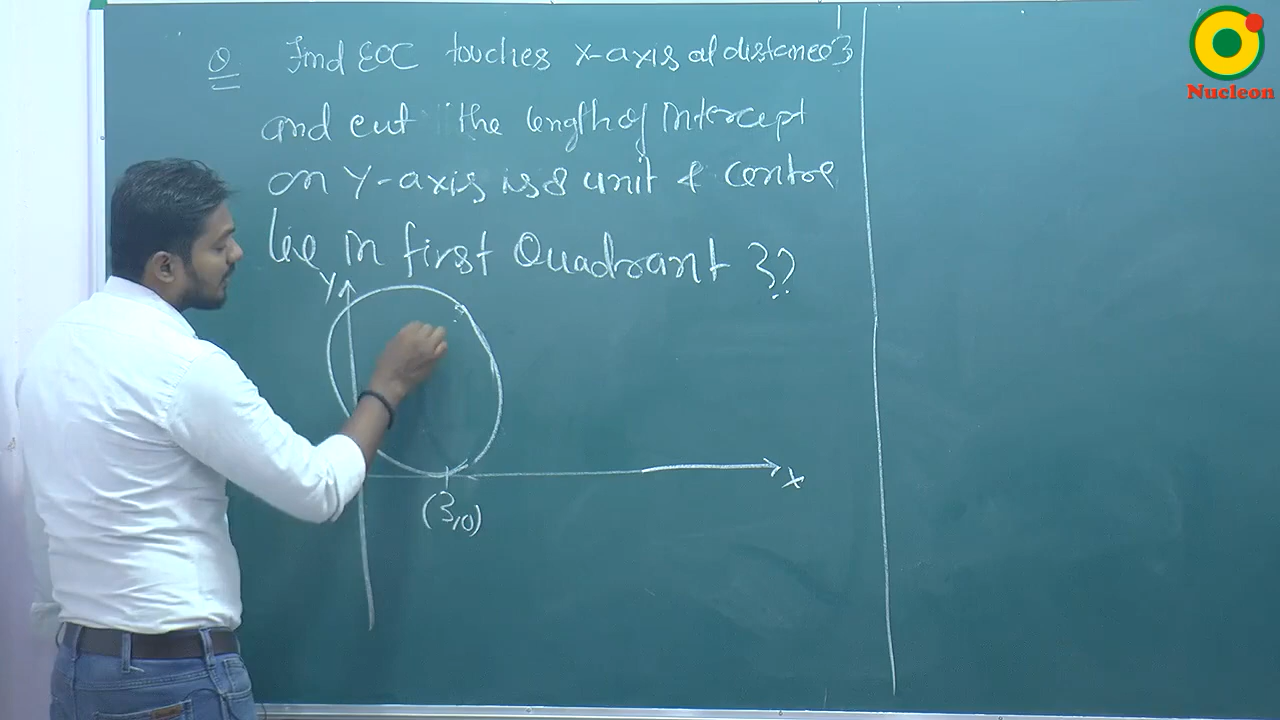 Q Find EOC touches x-axis at distance 3
and cut the length of Intercept
on Y-axis is 8 unit & centre
lie in first Quadrant ??
Y
x
(3,0)
Nucleon